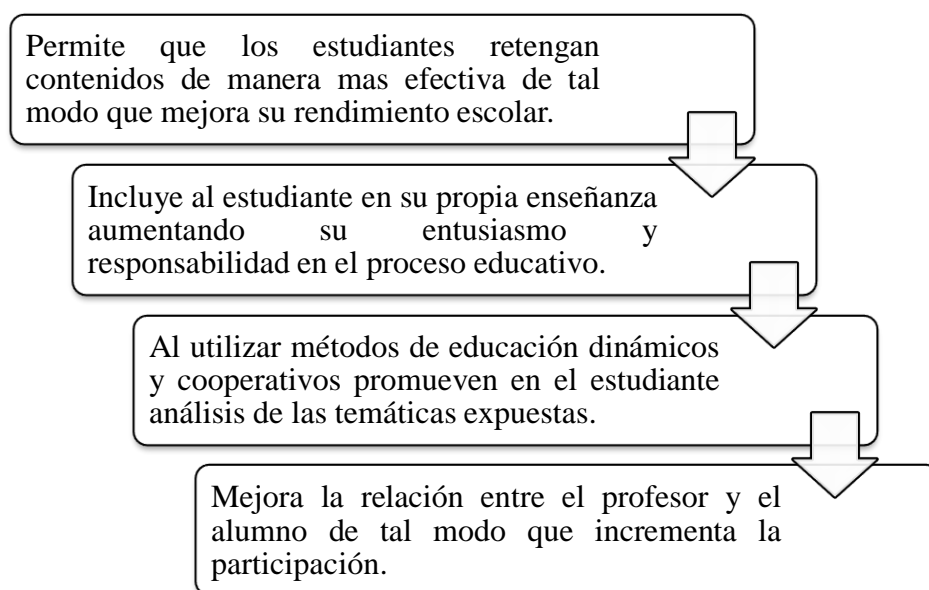 Permite que los estudiantes retengan
contenidos de manera mas efectiva de tal
modo que mejora su rendimiento escolar.
Incluye al estudiante en su propia enseñanza
aumentando su entusiasmo y
responsabilidad en el proceso educativo.
Al utilizar métodos de educación dinámicos
y cooperativos promueven en el estudiante
análisis de las temáticas expuestas.
Mejora la relación entre el profesor y el
alumno de tal modo que incrementa la
participación.